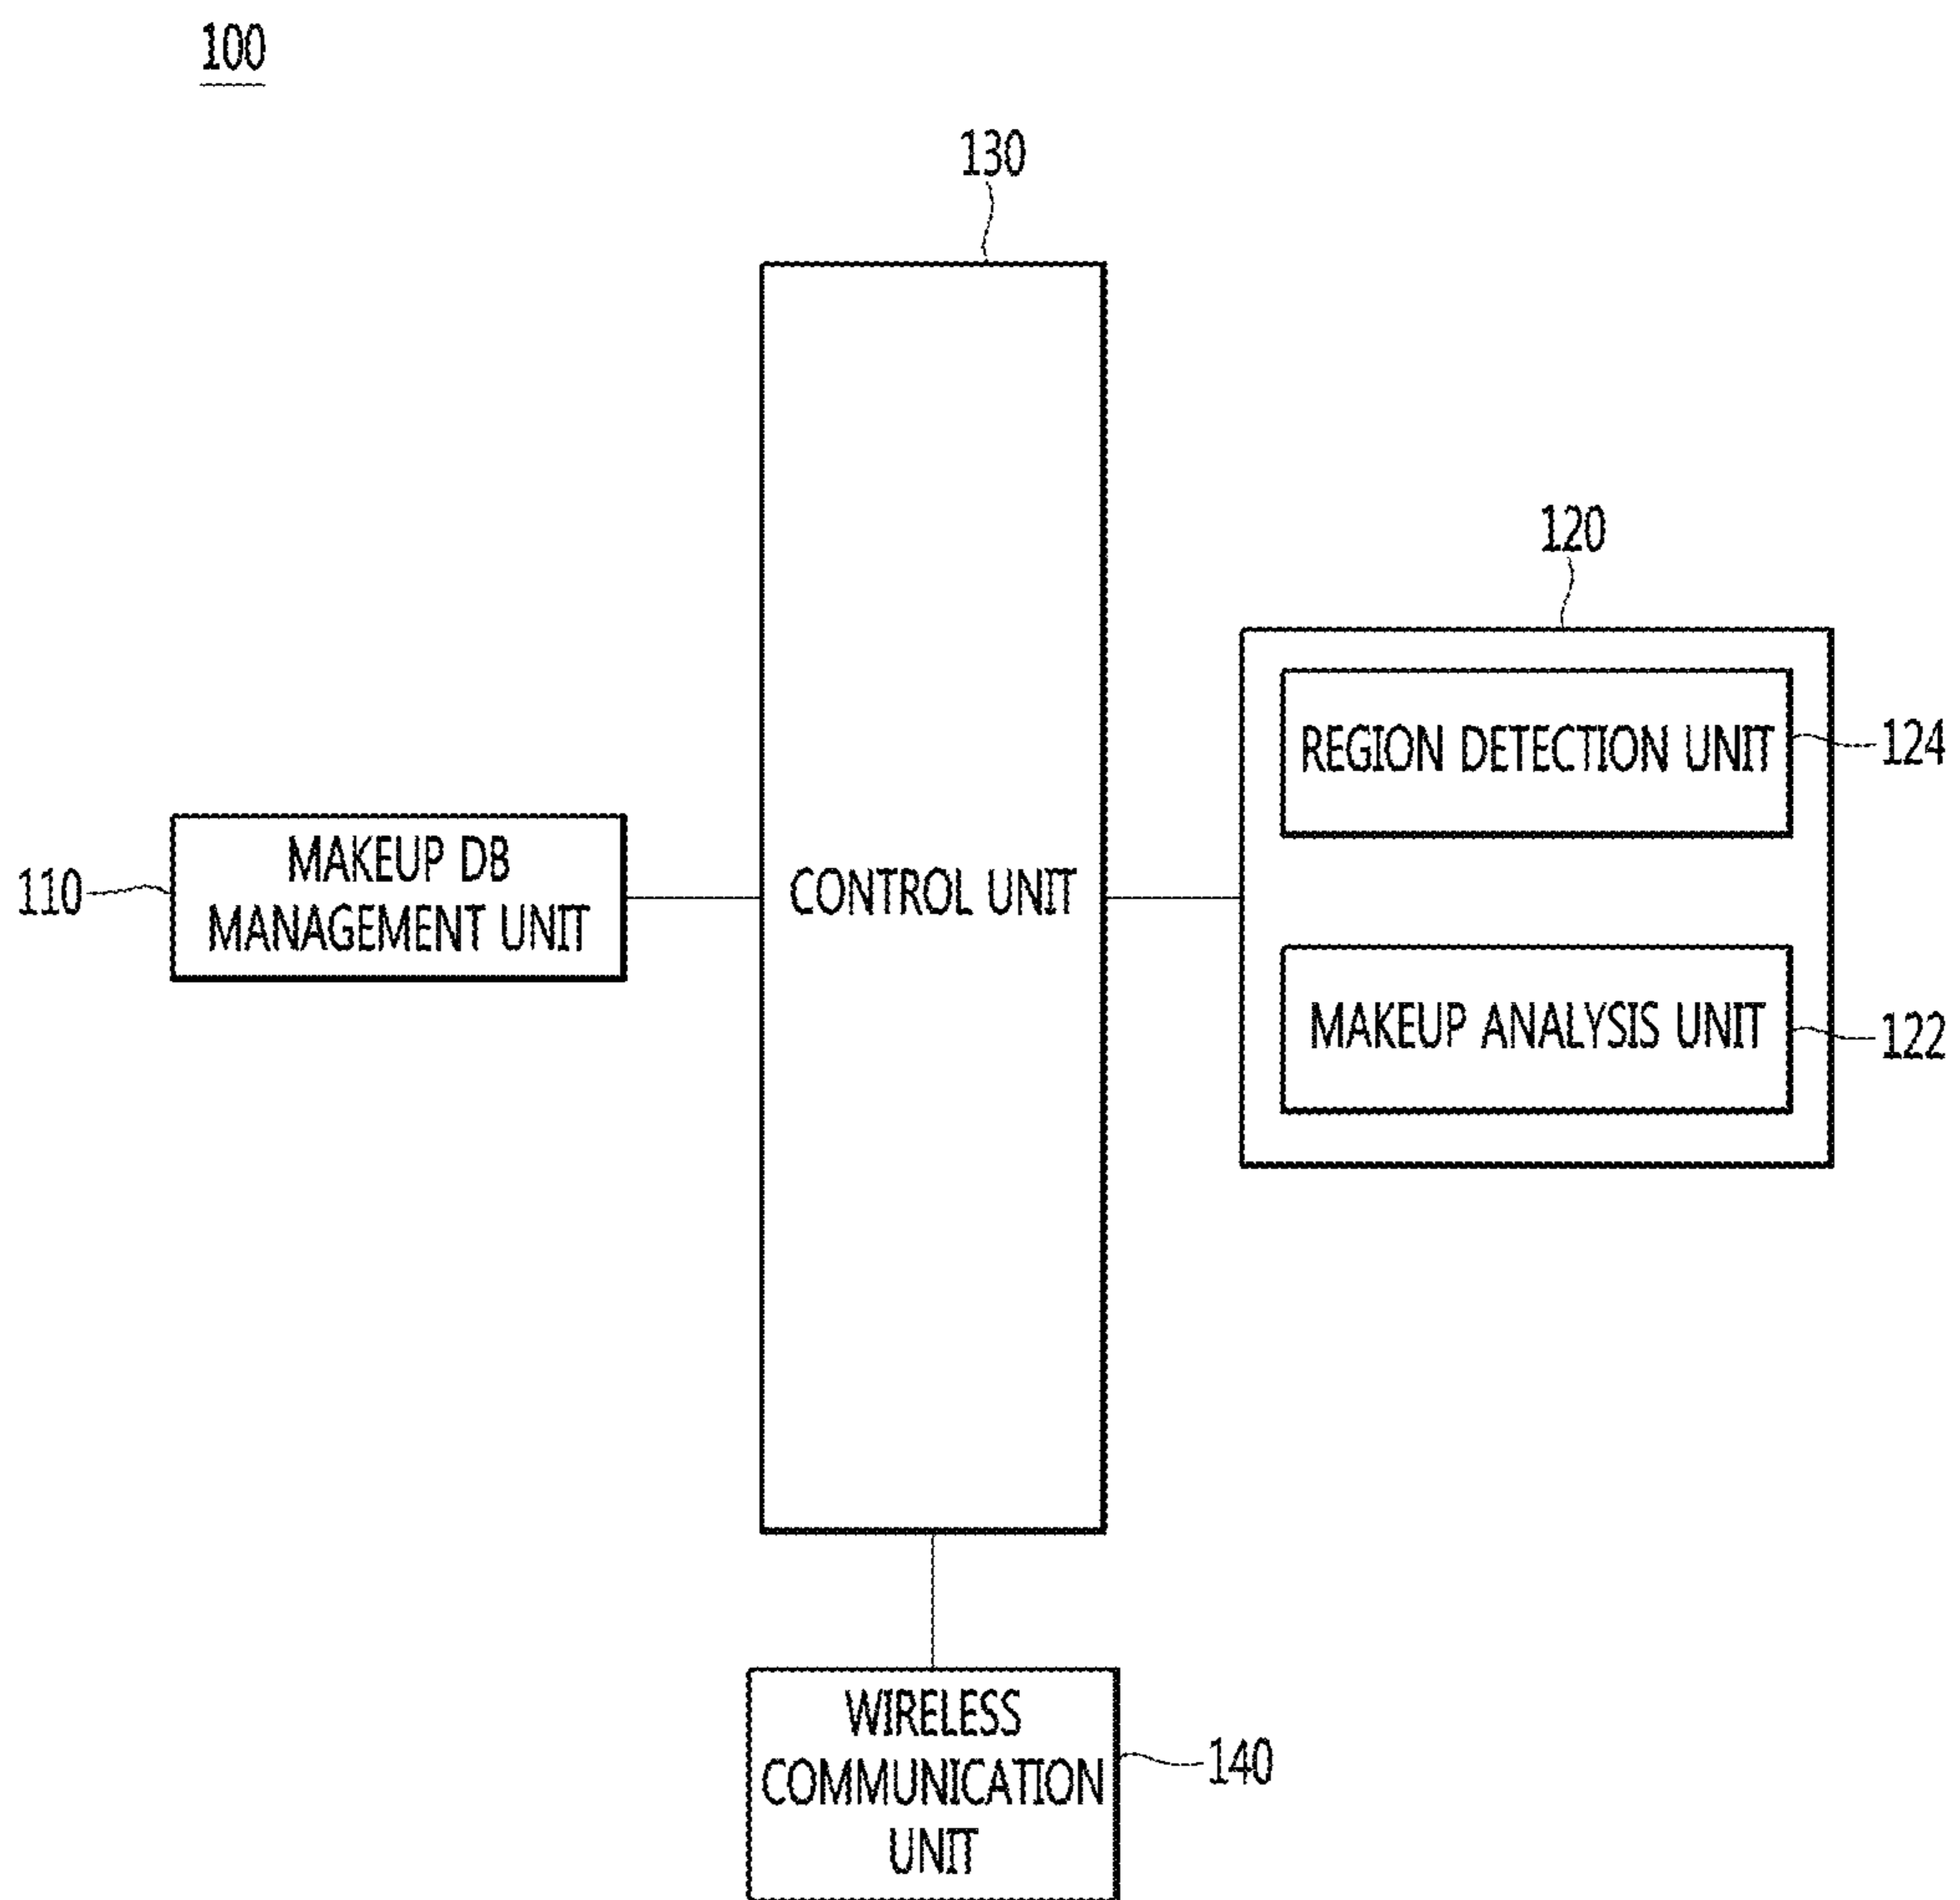 100
130
120
REGION DETECTION UNIT
124
MAKEUP DB
MANAGEMENT UNIT
110
CONTROL UNIT
MAKEUP ANALYSIS UNIT
122
WIRELESS
COMMUNICATION
UNIT
140